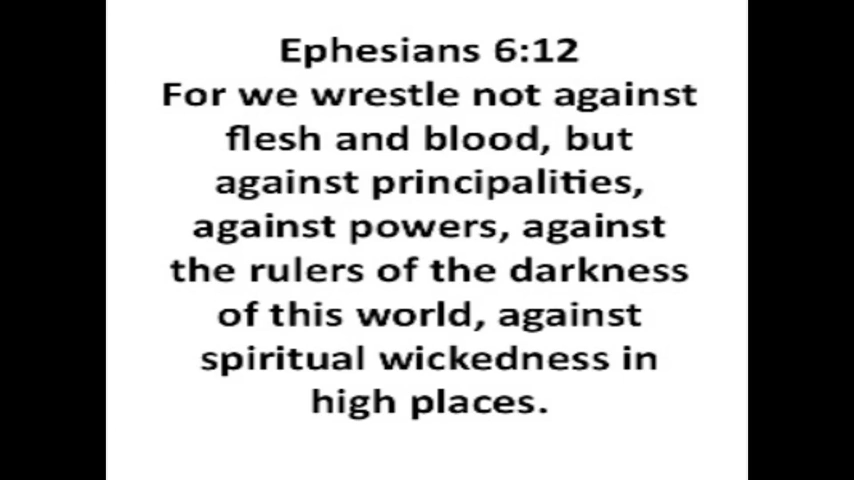 Ephesians 6:12
For we wrestle not against
flesh and blood, but
against principalities,
against powers, against
the rulers of the darkness
of this world, against
spiritual wickedness in
high places.